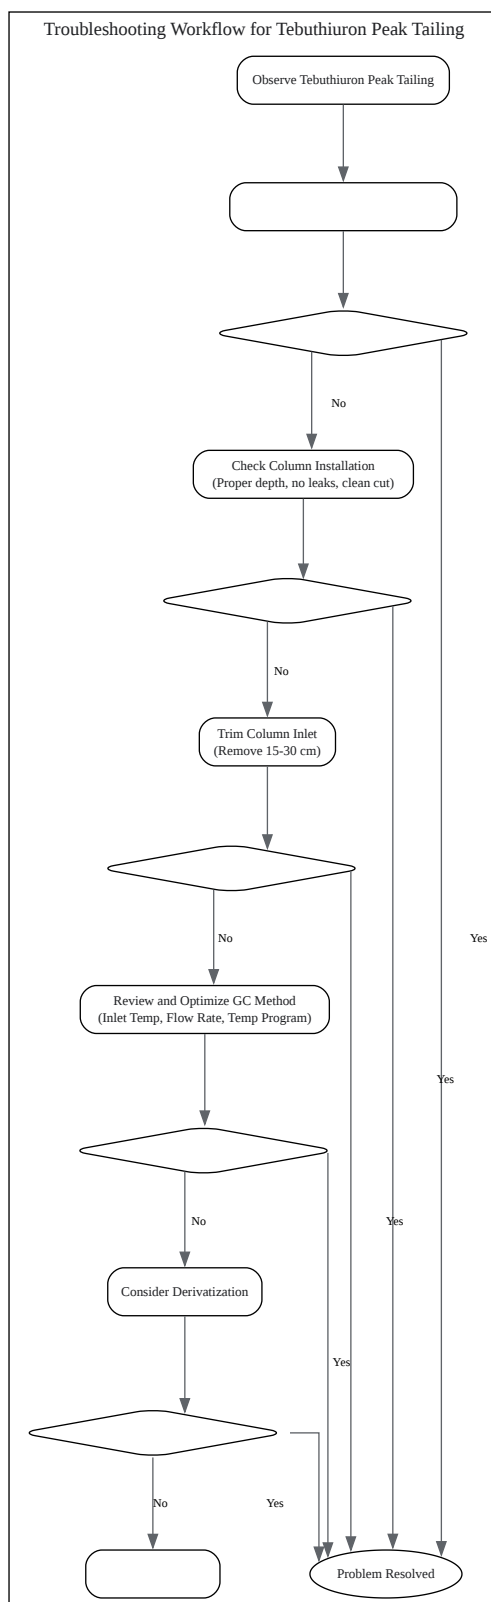 Troubleshooting Workflow for Tebuthiuron Peak Tailing
Observe Tebuthiuron Peak Tailing
No
Check Column Installation
(Proper depth, no leaks, clean cut)
No
Trim Column Inlet
(Remove 15-30 cm)
No
Yes
Review and Optimize GC Method
(Inlet Temp, Flow Rate, Temp Program)
Yes
No
Yes
Consider Derivatization
Yes
No
Yes
Problem Resolved